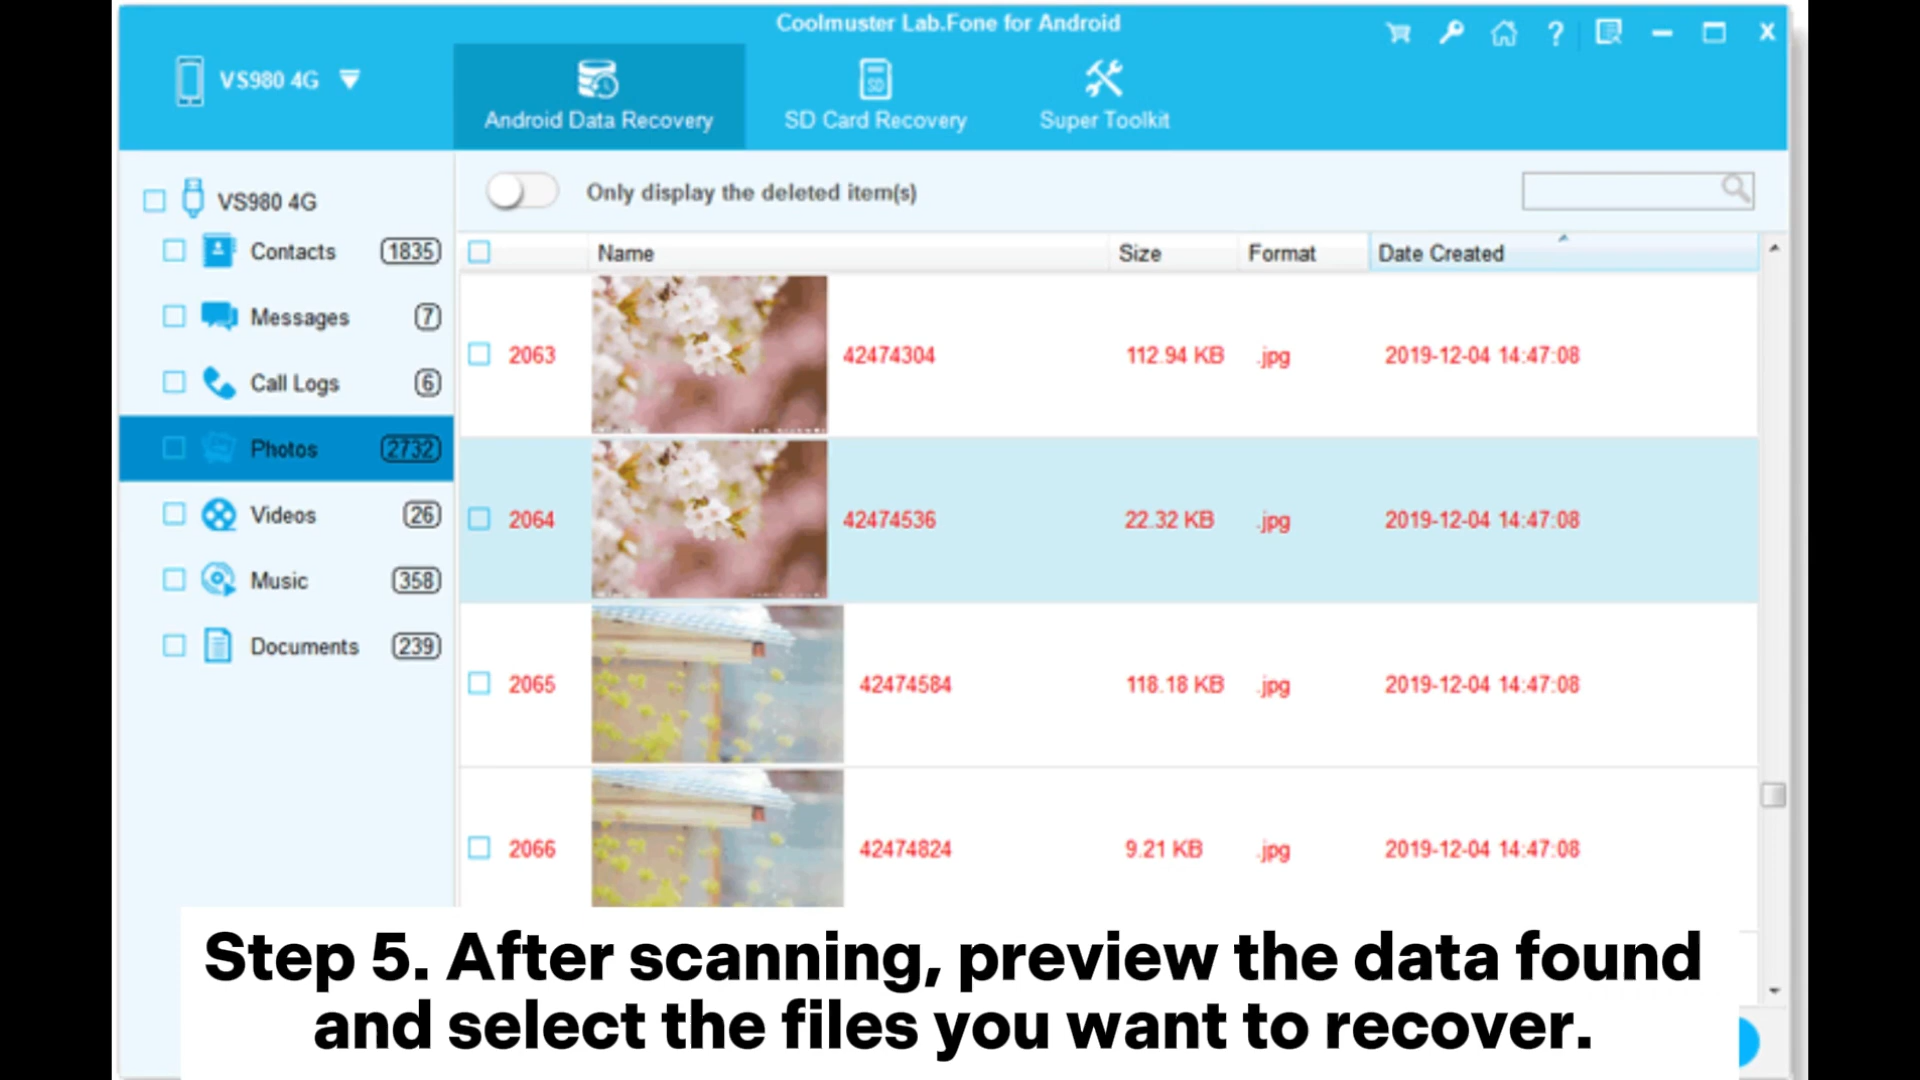 Coolmuster Lab.Fone for Android
VS980 4G
Android Data Recovery
SD
SD Card Recovery
Super Toolkit
VS980 4G
Only display the deleted item(s)
Contacts 1835
Messages 7
Call Logs 6
Photos 2732
Videos 26
Music 358
Documents 239
Name Size Format Date Created
2063 42474304 112.94 KB .jpg 2019-12-04 14:47:08
2064 42474536 22.32 KB .jpg 2019-12-04 14:47:08
2065 42474584 118.18 KB .jpg 2019-12-04 14:47:08
2066 42474824 9.21 KB .jpg 2019-12-04 14:47:08
Step 5. After scanning, preview the data found
and select the files you want to recover.